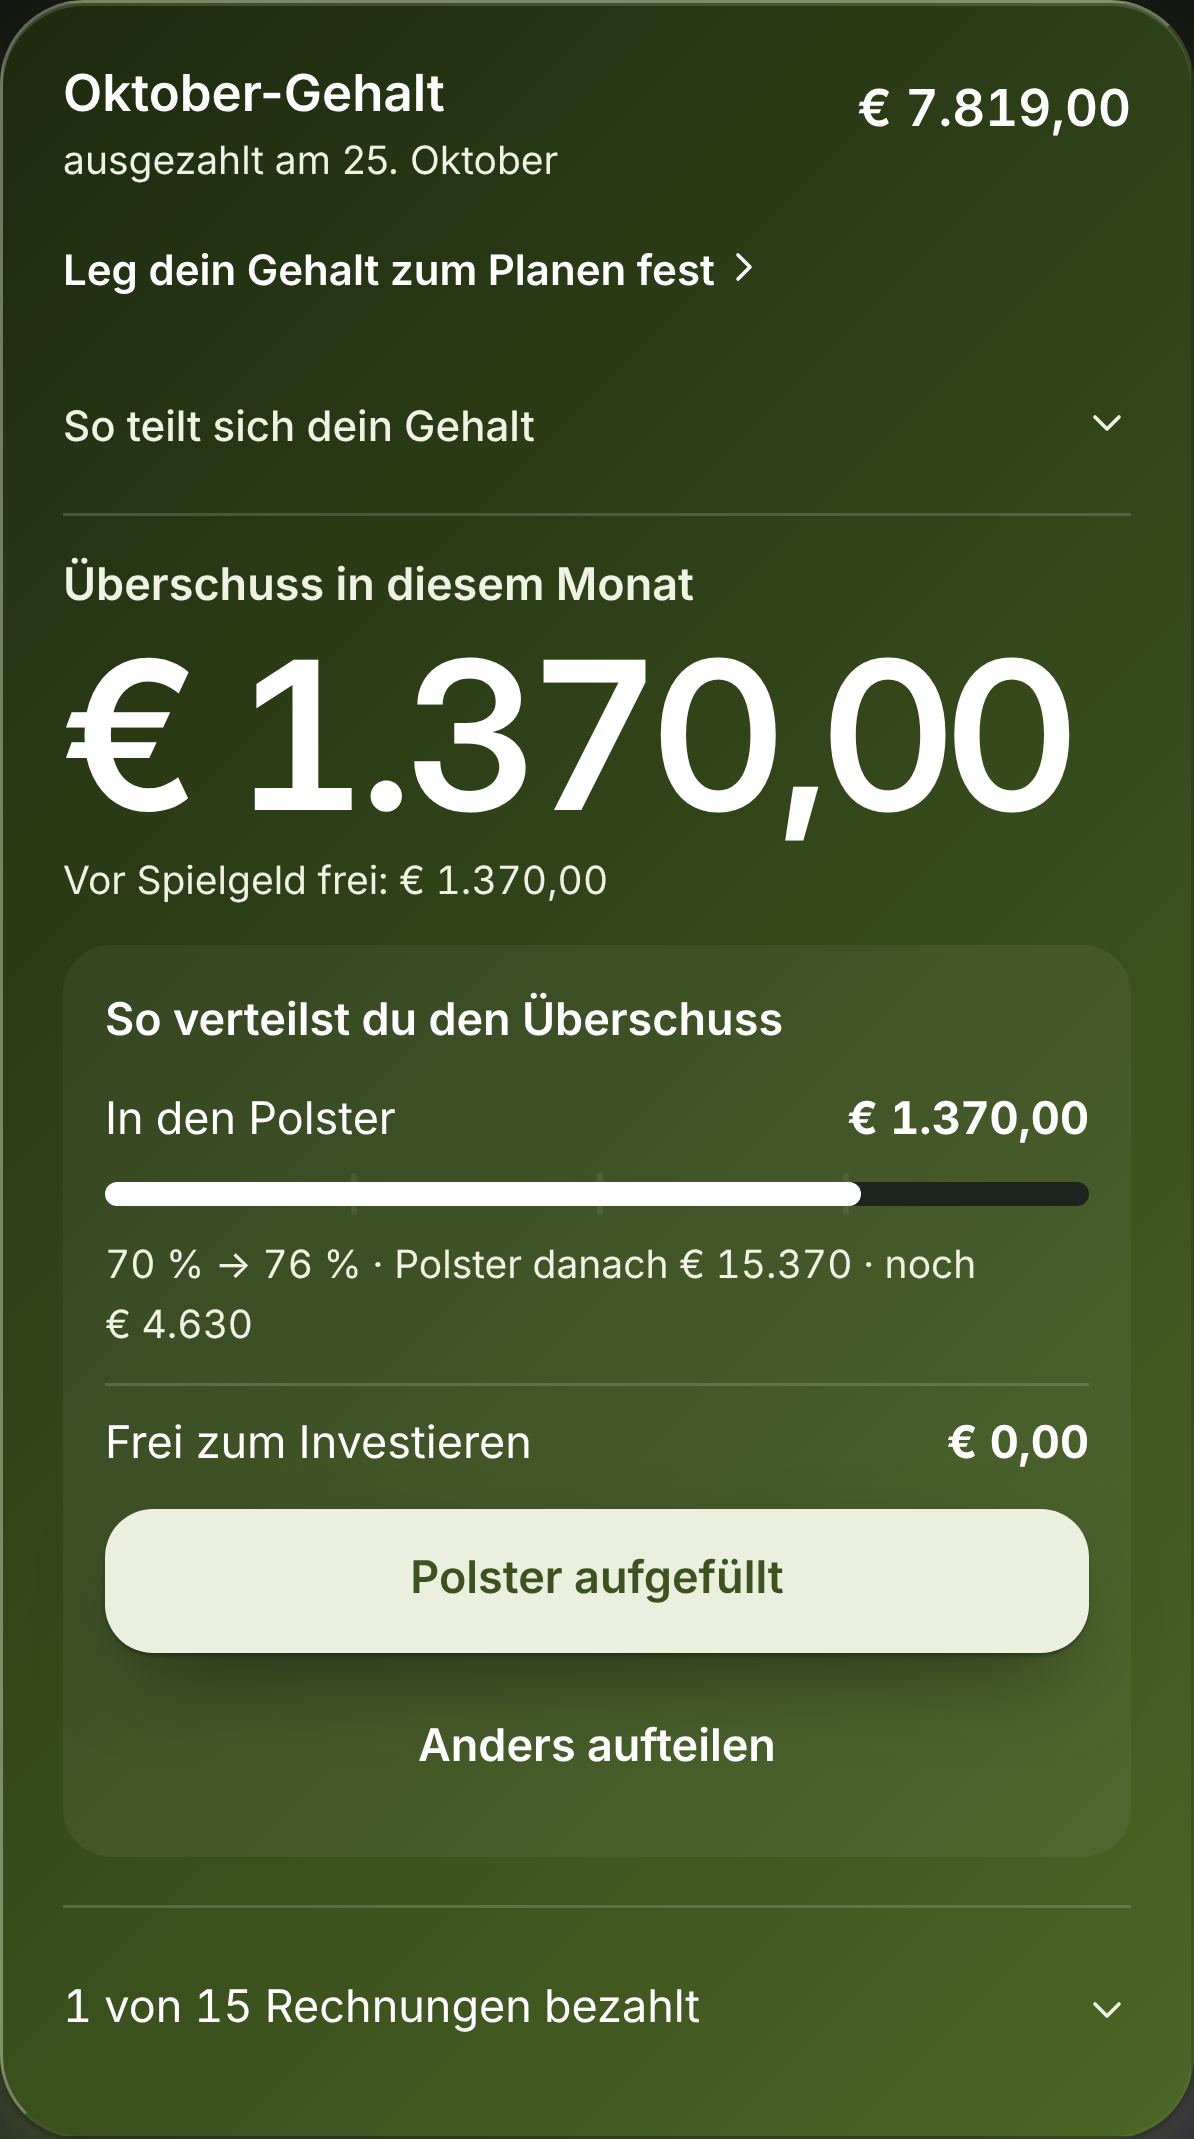 Oktober-Gehalt
€ 7.819,00
ausgezahlt am 25. Oktober
Leg dein Gehalt zum Planen fest
So teilt sich dein Gehalt
Überschuss in diesem Monat
€ 1.370,00
Vor Spielgeld frei: € 1.370,00
So verteilst du den Überschuss
In den Polster € 1.370,00
70 % → 76 % · Polster danach € 15.370 · noch
€ 4.630
Frei zum Investieren € 0,00
Polster aufgefüllt
Anders aufteilen
1 von 15 Rechnungen bezahlt